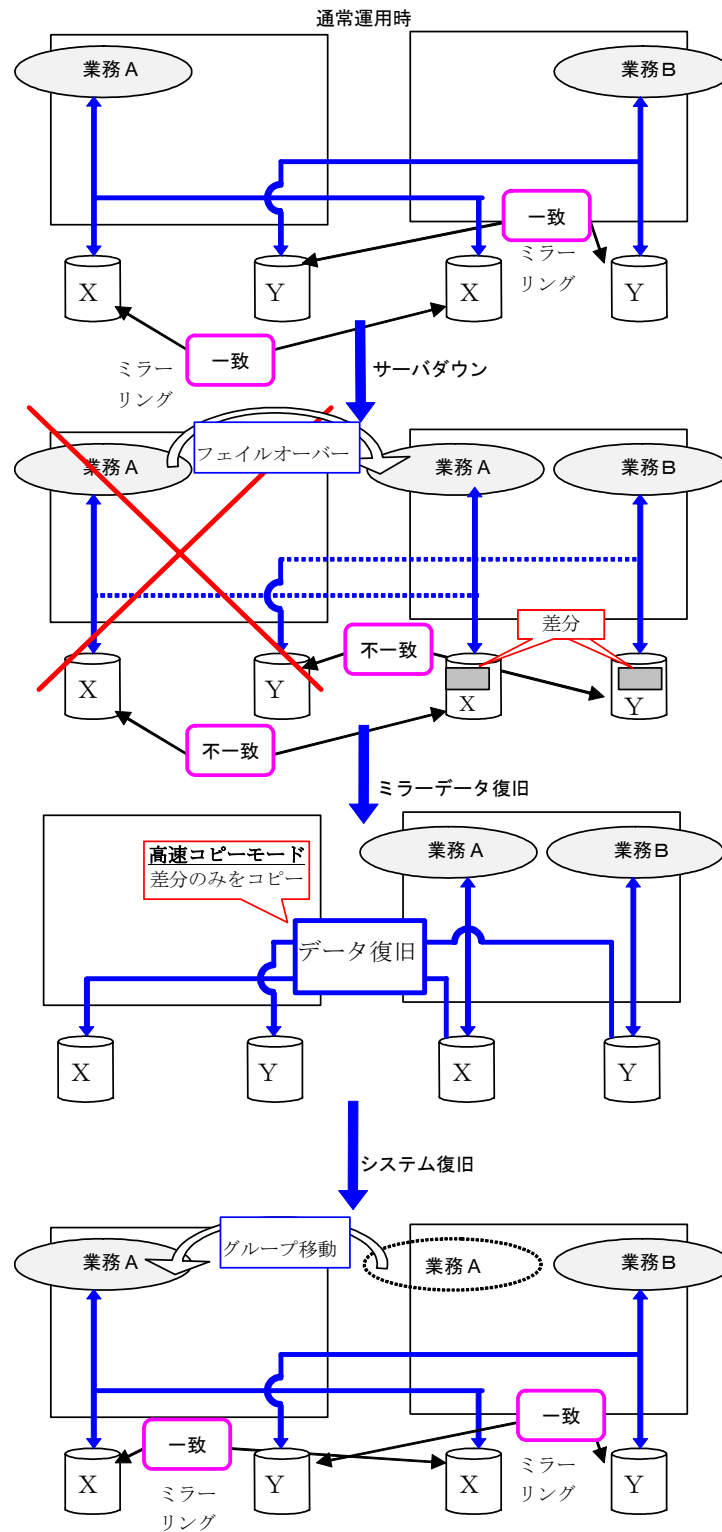 通常運用時
業務A
業務B
一致
ミラー
リング
X
Y
X
Y
一致
ミラー
リング
サーバダウン
フェイルオーバー
業務A
業務A
業務B
差分
不一致
X
Y
X
Y
不一致
ミラーデータ復旧
高速コピーモード
差分のみをコピー
業務A
業務B
データ復旧
X
Y
X
Y
システム復旧
グループ移動
業務A
業務A
業務B
一致
一致
X
Y
X
Y
ミラー
リング
ミラー
リング